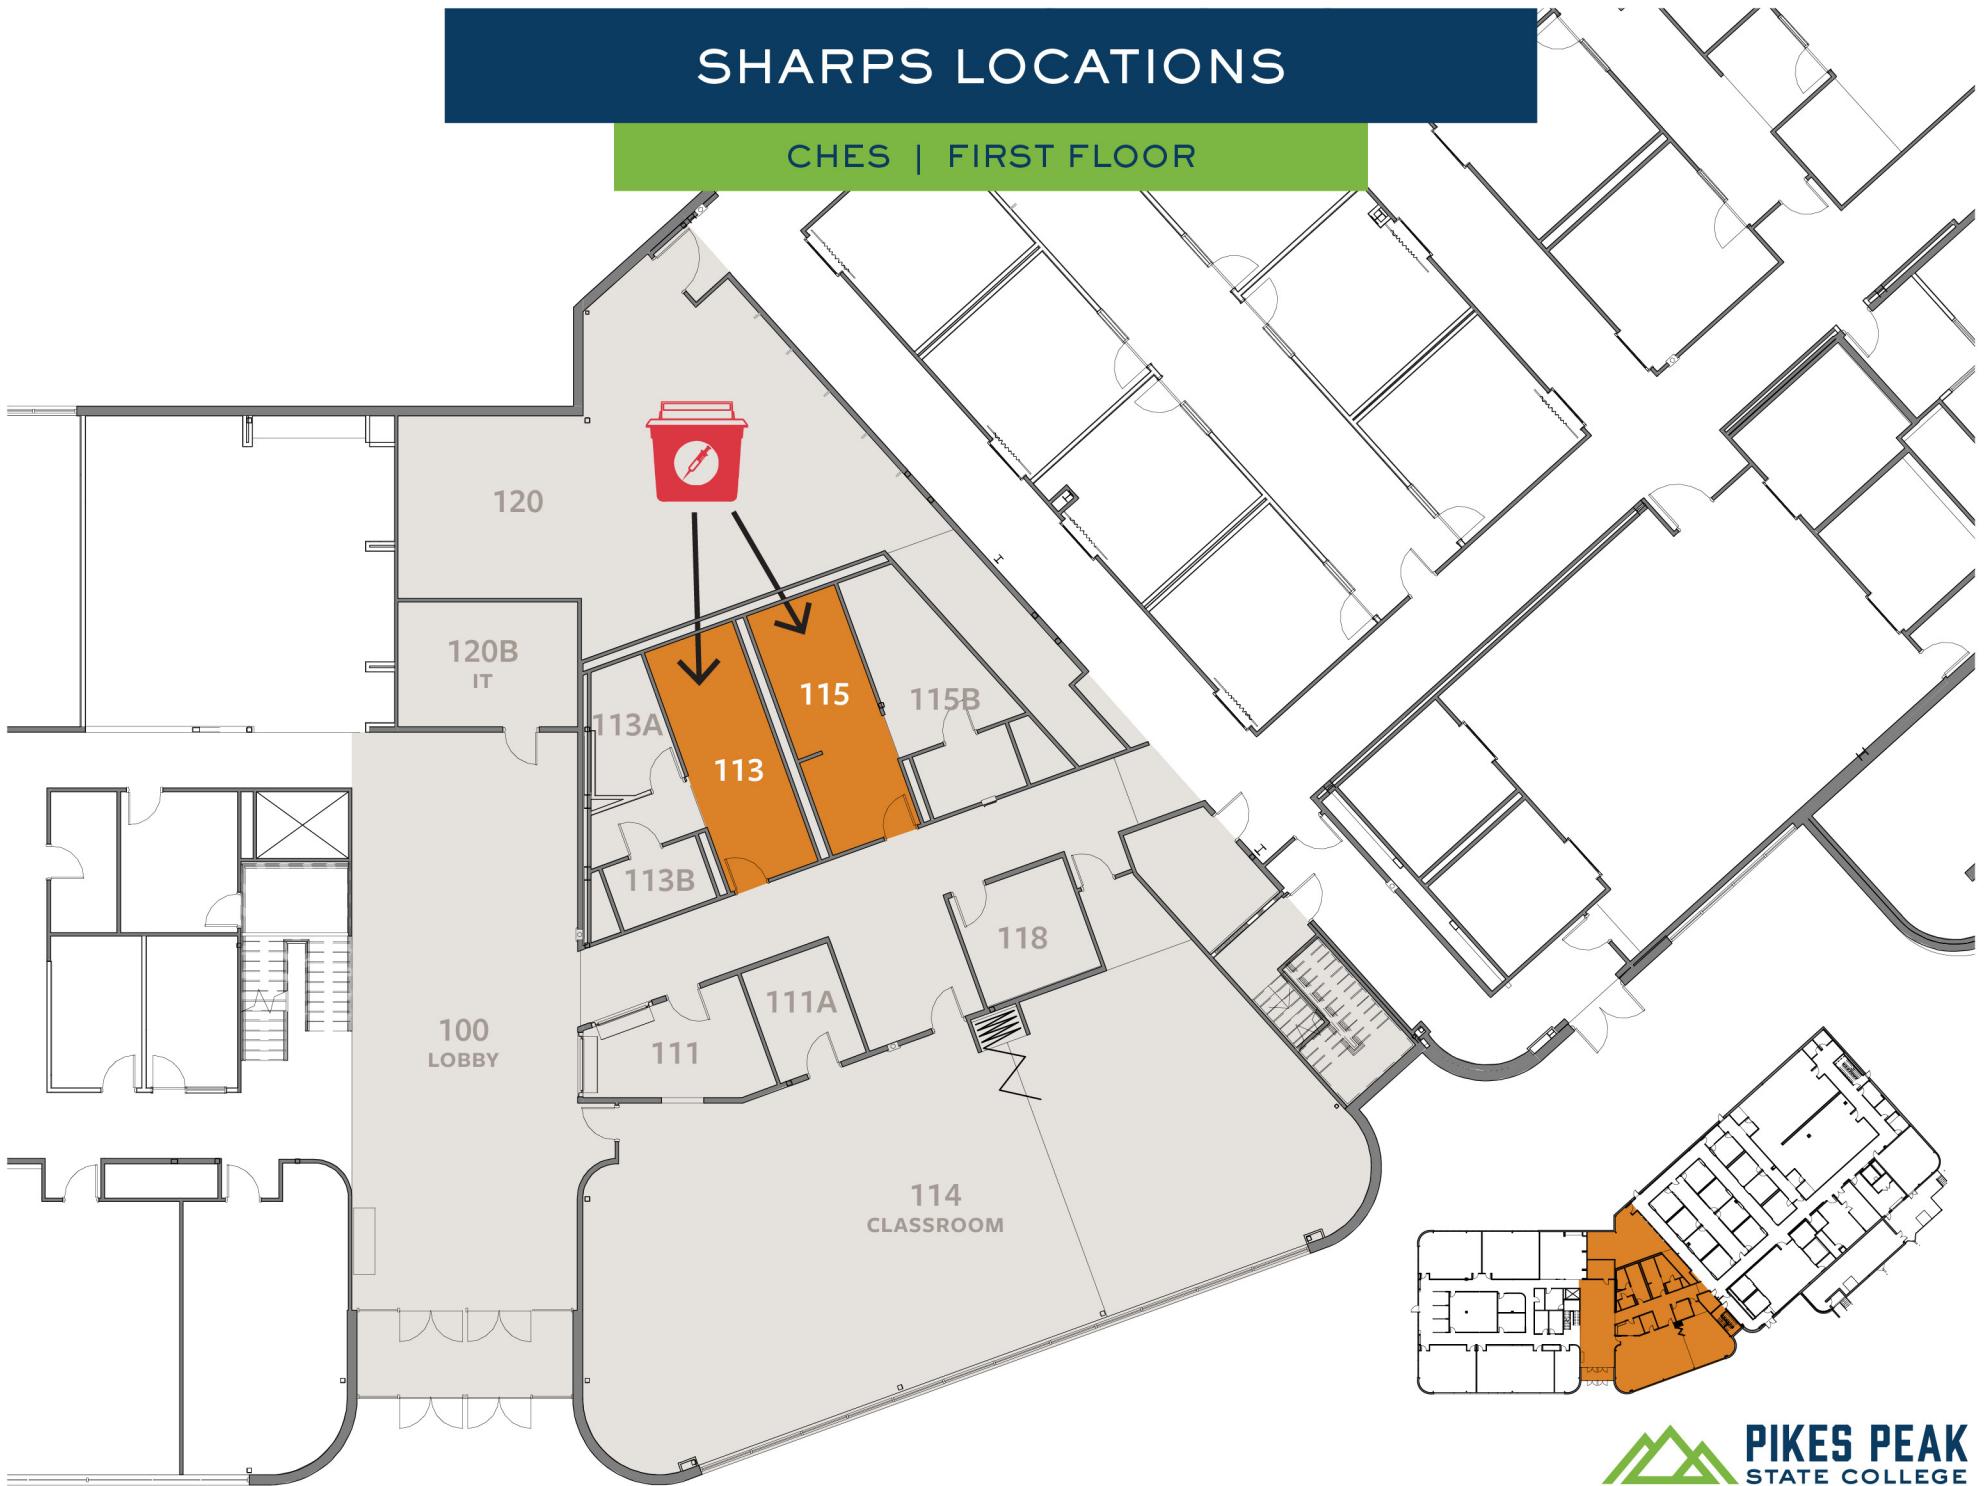 SHARPS LOCATIONS
CHES | FIRST FLOOR
120
120B
IT
113A
113
115
115B
113B
118
111A
111
100
LOBBY
114
CLASSROOM
PIKES PEAK
STATE COLLEGE